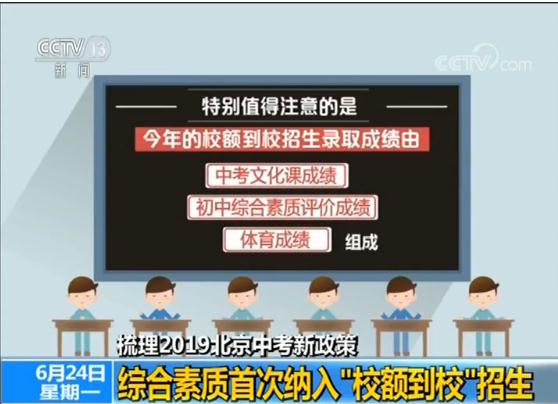 CCTV 13
新闻
CCTV.com
特别值得注意的是
今年的校额到校招生录取成绩由
中考文化课成绩
初中综合素质评价成绩
体育成绩 组成
梳理2019北京中考新政策
6月24日
星期一
综合素质首次纳入"校额到校"招生